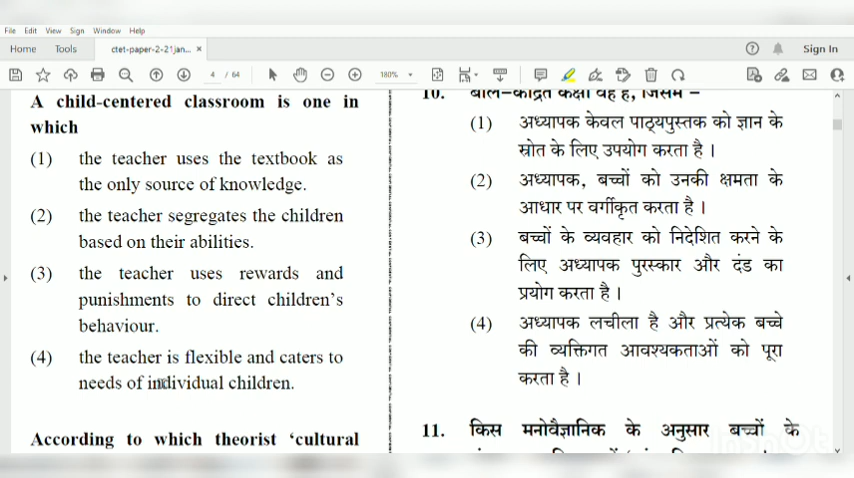 File Edit View Sign Window Help
Home Tools ctet-paper-2-21jan... × Sign In
4 / 64 180%
A child-centered classroom is one in
which
(1) the teacher uses the textbook as
the only source of knowledge.
(2) the teacher segregates the children
based on their abilities.
(3) the teacher uses rewards and
punishments to direct children's
behaviour.
(4) the teacher is flexible and caters to
needs of individual children.
According to which theorist 'cultural
10. बाल-केंद्रित कक्षा वह है, जिसमें –
(1) अध्यापक केवल पाठ्यपुस्तक को ज्ञान के
स्रोत के लिए उपयोग करता है ।
(2) अध्यापक, बच्चों को उनकी क्षमता के
आधार पर वर्गीकृत करता है ।
(3) बच्चों के व्यवहार को निदेशित करने के
लिए अध्यापक पुरस्कार और दंड का
प्रयोग करता है ।
(4) अध्यापक लचीला है और प्रत्येक बच्चे
की व्यक्तिगत आवश्यकताओं को पूरा
करता है ।
11. किस मनोवैज्ञानिक के अनुसार बच्चों के